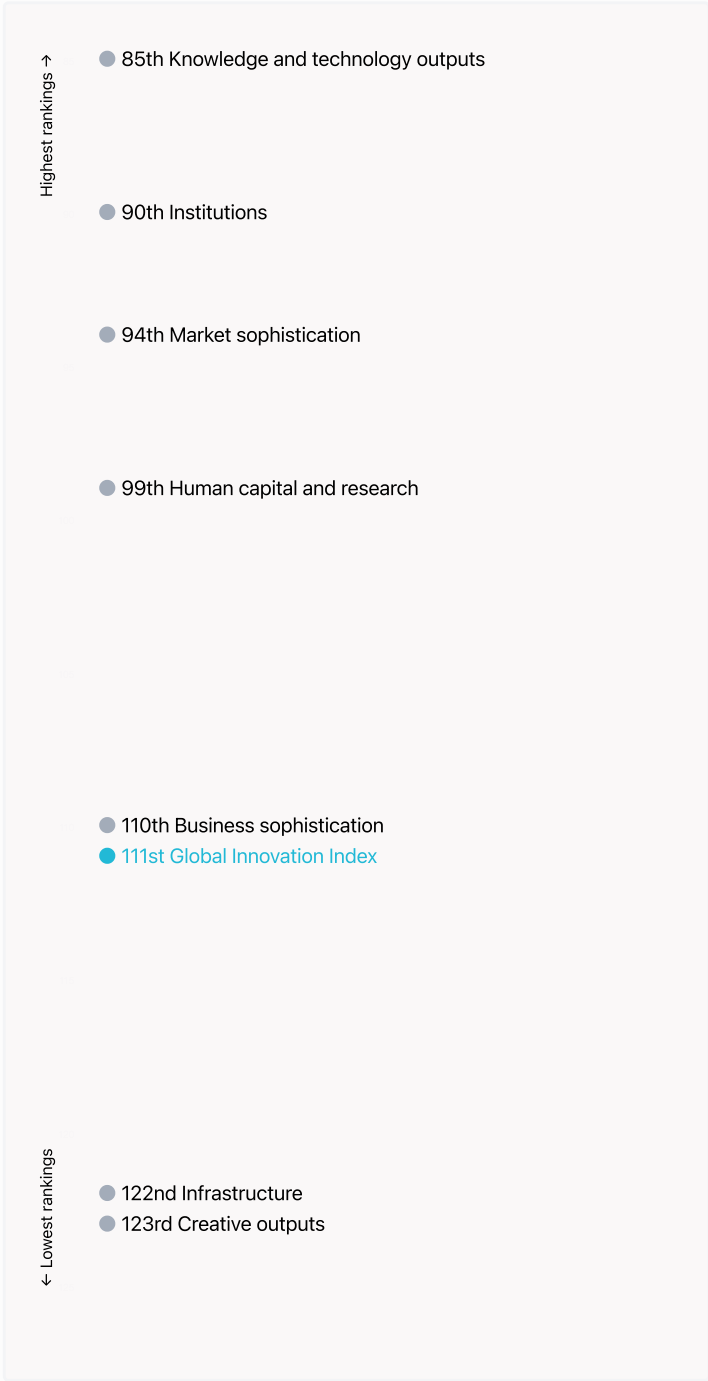 Highest rankings →
85th Knowledge and technology outputs
90th Institutions
94th Market sophistication
99th Human capital and research
110th Business sophistication
111st Global Innovation Index
← Lowest rankings
122nd Infrastructure
123rd Creative outputs